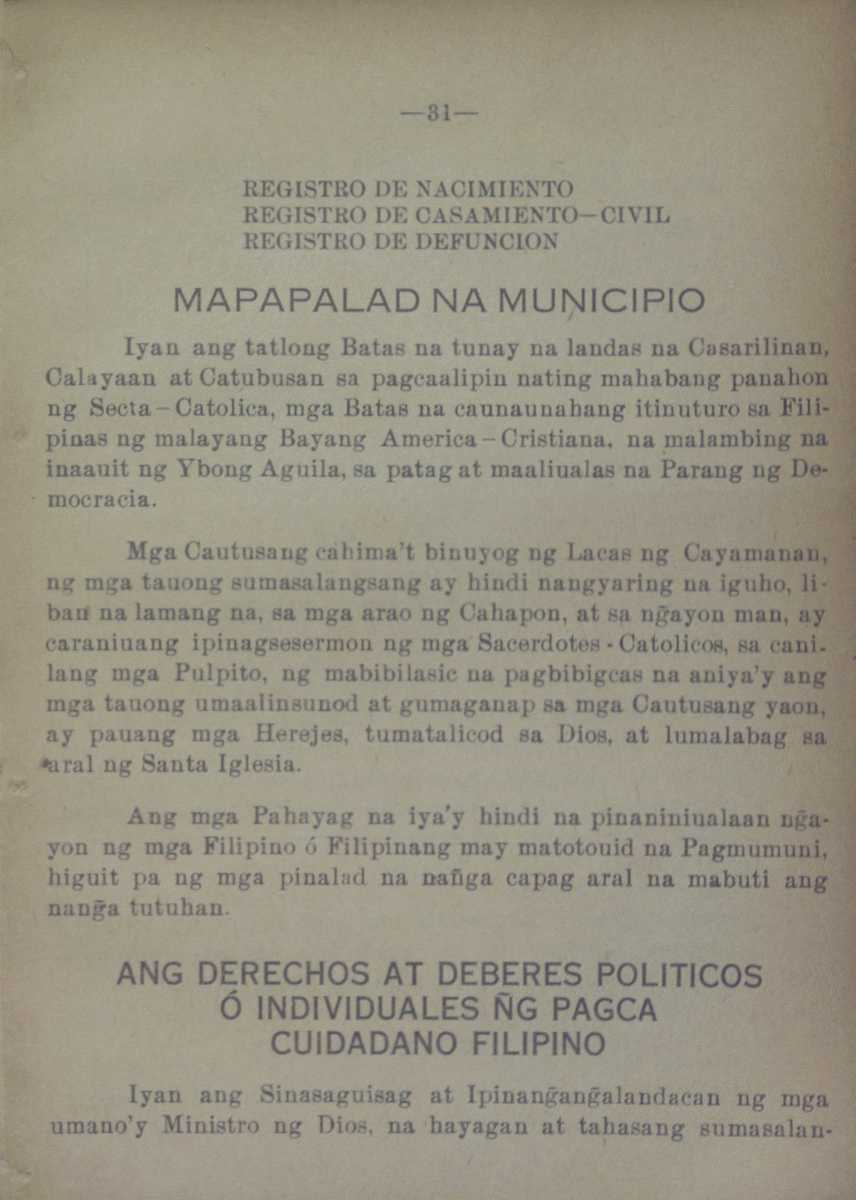 —31—
REGISTRO DE NACIMIENTO
REGISTRO DE CASAMIENTO—CIVIL
REGISTRO DE DEFUNCION
MAPAPALAD NA MUNICIPIO
Iyan ang tatlong Batas na tunay na landas na Casarilinan,
Calayaan at Catubusan sa pagcaalipin nating mahabang panahon
ng Secta–Catolica, mga Batas na caunaunahang itinuturo sa Fili-
pinas ng malayang Bayang America–Cristiana, na malambing na
inaauit ng Ybong Aguila, sa patag at maaliualas na Parang ng De-
mocracia.
Mga Cautusang cahima't binuyog ng Lacas ng Cayamanan,
ng mga tauong sumasalangsang ay hindi nangyaring na iguho, li-
ban na lamang na, sa mga arao ng Cahapon, at sa ng̃ayon man, ay
caraniuang ipinagsesermon ng mga Sacerdotes-Catolicos, sa cani-
lang mga Pulpito, ng mabibilasic na pagbibigcas na aniya'y ang
mga tauong umaalinsunod at gumaganap sa mga Cautusang yaon,
ay pauang mga Herejes, tumatalicod sa Dios, at lumalabag sa
aral ng Santa Iglesia.
Ang mga Pahayag na iya'y hindi na pinaniniualaan ng̃a-
yon ng mga Filipino ó Filipinang may matotouid na Pagmumuni,
higuit pa ng mga pinalad na nañga capag aral na mabuti ang
nang̃a tutuhan.
ANG DERECHOS AT DEBERES POLITICOS
Ó INDIVIDUALES ÑG PAGCA
CUIDADANO FILIPINO
Iyan ang Sinasaguisag at Ipinang̃ang̃alandacan ng mga
umano'y Ministro ng Dios, na hayagan at tahasang sumasalan-